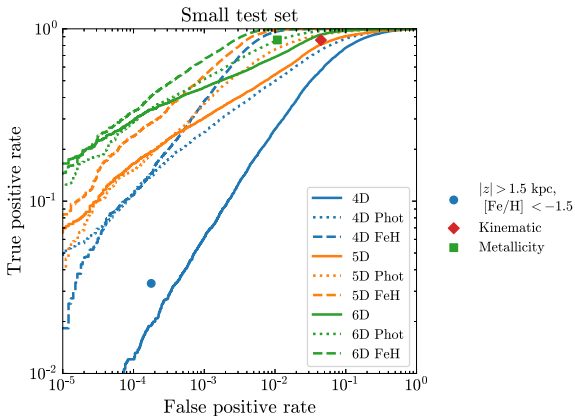 Small test set
True positive rate
10^0
10^-1
10^-2
10^-5
10^-4
10^-3
10^-2
10^-1
10^0
False positive rate
4D
4D Phot
4D FeH
5D
5D Phot
5D FeH
6D
6D Phot
6D FeH
|z| > 1.5 kpc,
[Fe/H] < −1.5
Kinematic
Metallicity